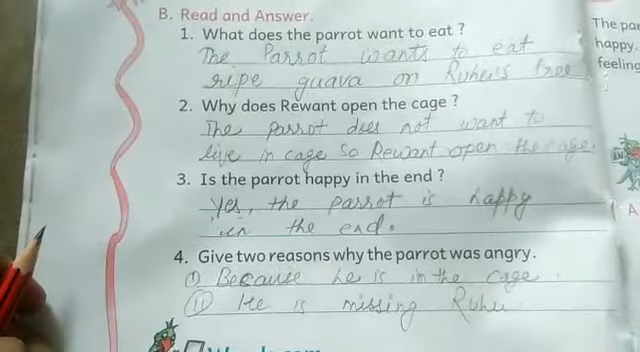 B. Read and Answer.
1. What does the parrot want to eat ?
The Parrot wants to eat
ripe guava on Ruhu's tree
2. Why does Rewant open the cage ?
The parrot does not want to
live in cage so Rewant open the cage.
3. Is the parrot happy in the end ?
Yes, the parrot is happy
in the end.
4. Give two reasons why the parrot was angry.
(i) Because he is in the cage
(ii) He is missing Ruhu
The
happy.
feeling
A